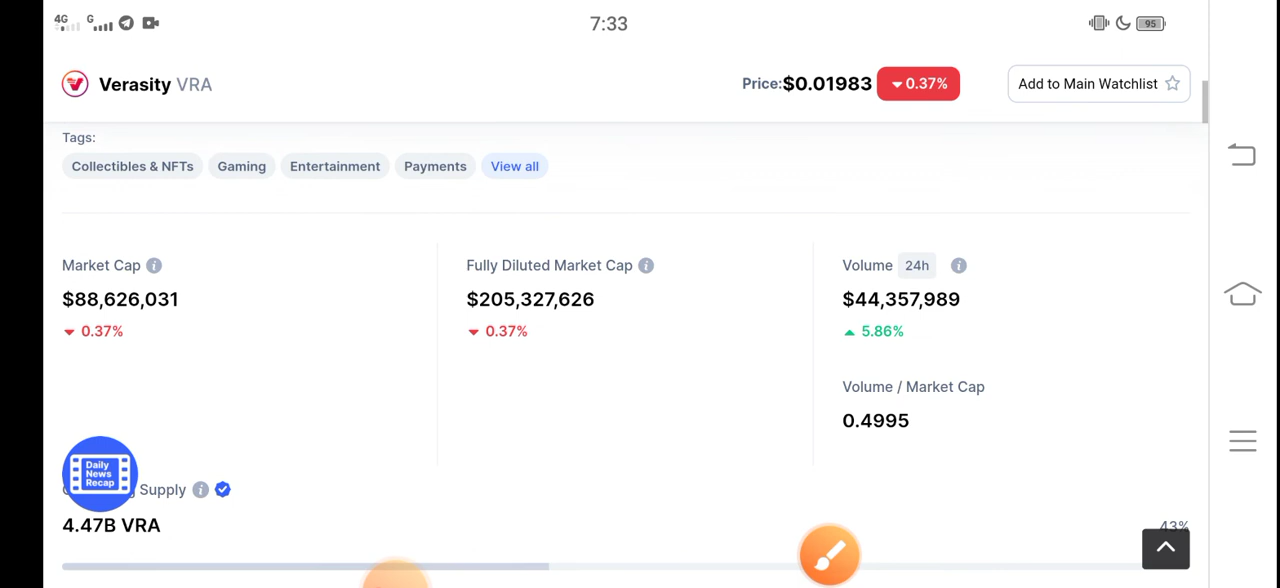 4G G 7:33 95
Verasity VRA Price:$0.01983 0.37% Add to Main Watchlist
Tags:
Collectibles & NFTs Gaming Entertainment Payments View all
Market Cap Fully Diluted Market Cap Volume 24h
$88,626,031 $205,327,626 $44,357,989
0.37% 0.37% 5.86%
Volume / Market Cap
0.4995
Daily
News
Recap
Supply
4.47B VRA 43%